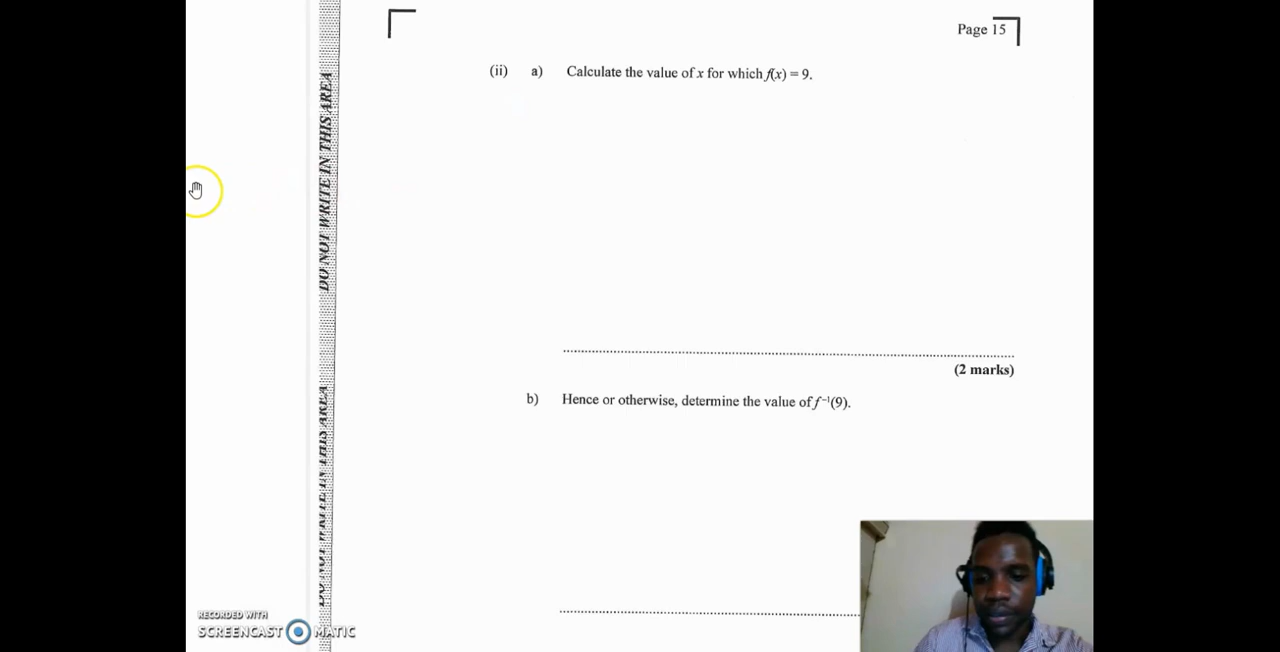 Page 15
(ii) a) Calculate the value of x for which f(x) = 9.
DO NOT WRITE IN THIS AREA
(2 marks)
b) Hence or otherwise, determine the value of f⁻¹(9).
RECORDED WITH
SCREENCAST MATIC